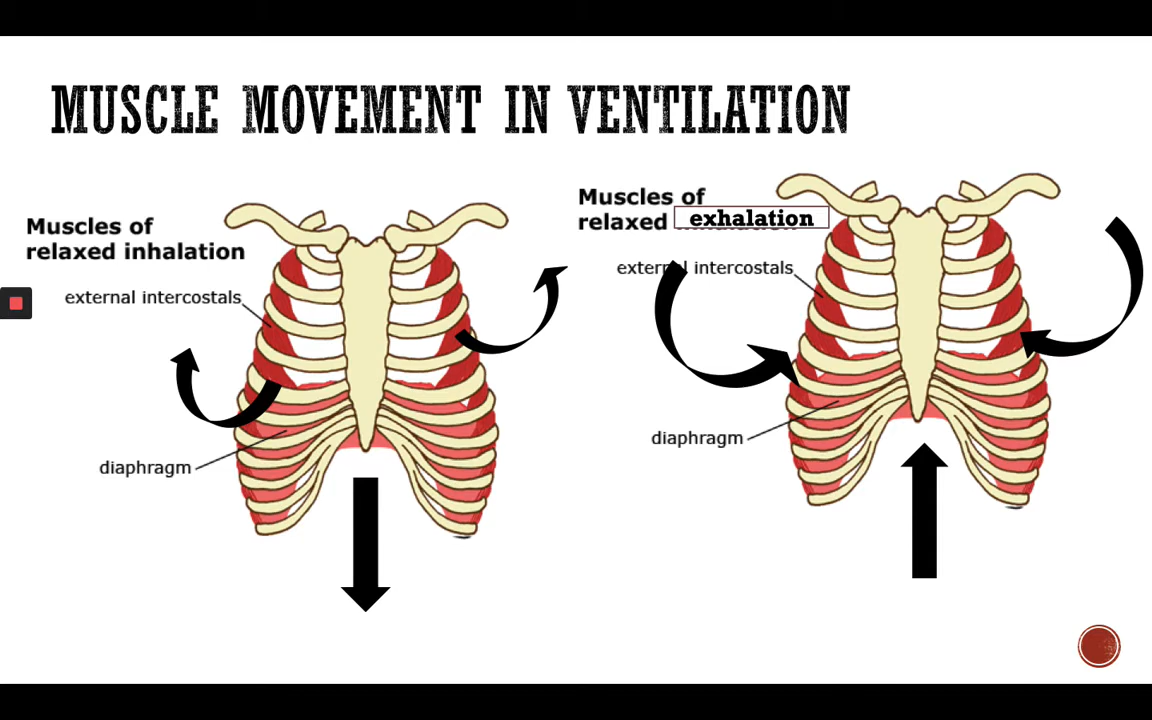 MUSCLE MOVEMENT IN VENTILATION
Muscles of
relaxed inhalation
external intercostals
diaphragm
Muscles of
relaxed exhalation
external intercostals
diaphragm